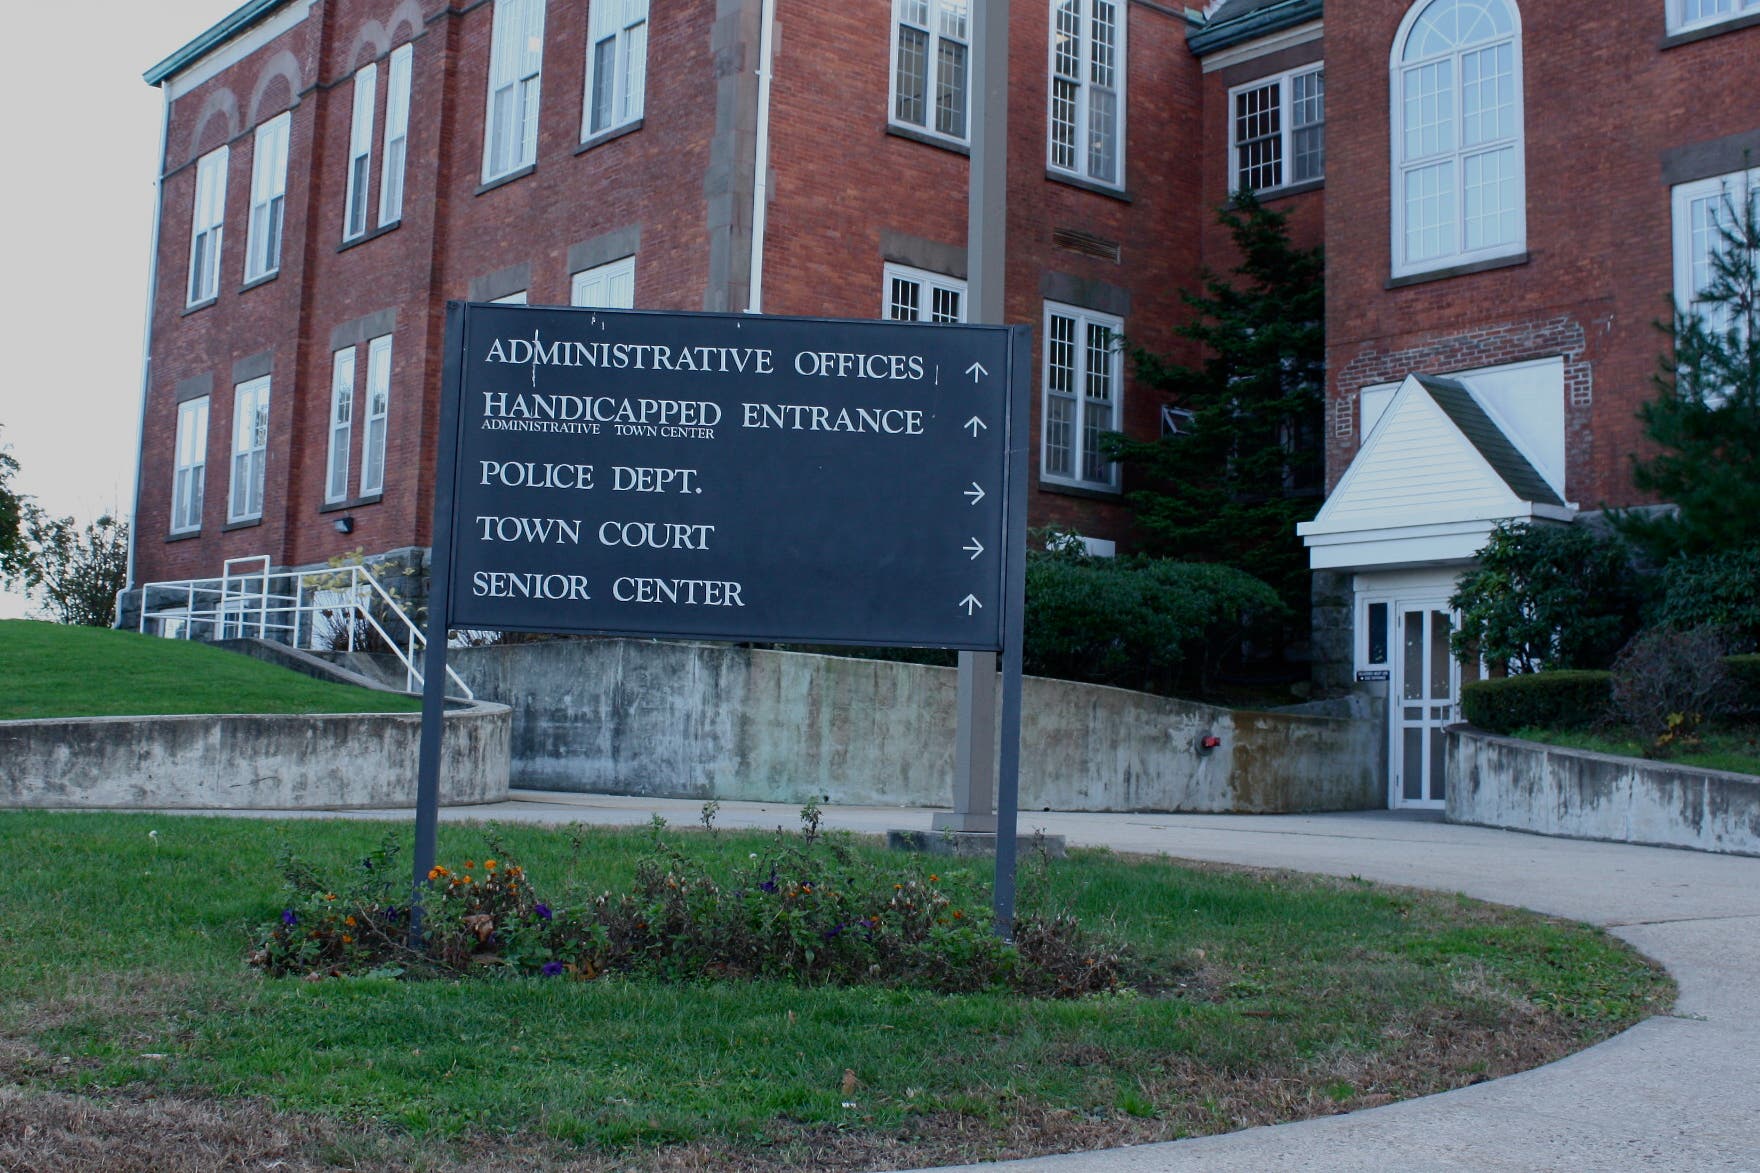 ADMINISTRATIVE OFFICES ↑
HANDICAPPED ENTRANCE ↑
ADMINISTRATIVE TOWN CENTER
POLICE DEPT. →
TOWN COURT →
SENIOR CENTER ↑